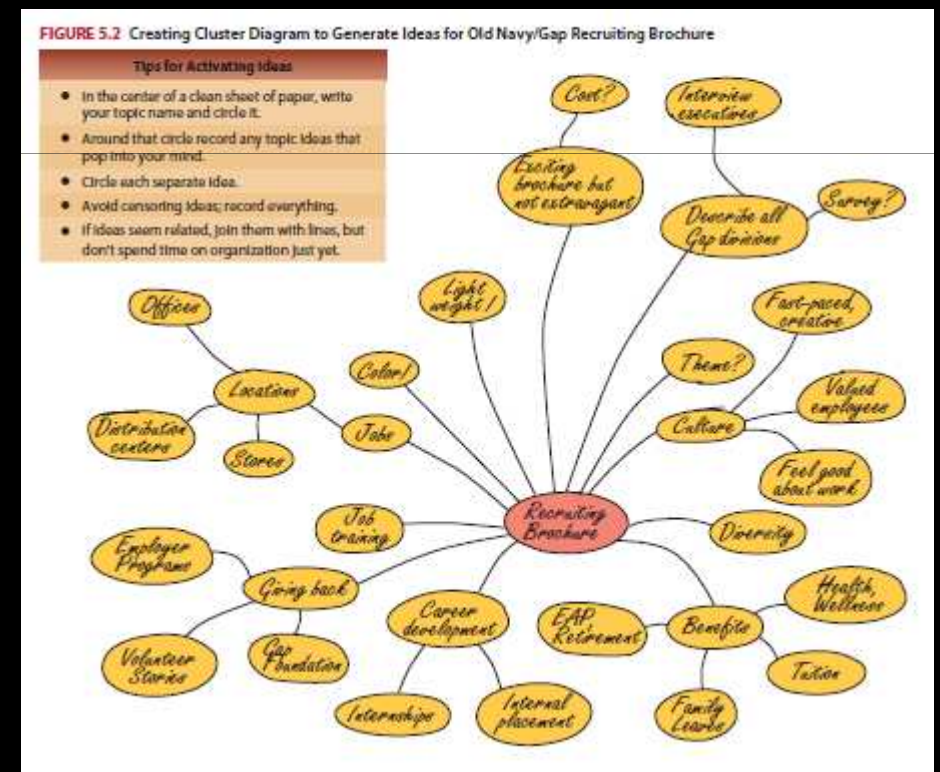 FIGURE 5.2 Creating Cluster Diagram to Generate Ideas for Old Navy/Gap Recruiting Brochure
Tips for Activating Ideas
• In the center of a clean sheet of paper, write
your topic name and circle it.
• Around that circle record any topic ideas that
pop into your mind.
• Circle each separate idea.
• Avoid censoring ideas; record everything.
• If ideas seem related, join them with lines, but
don't spend time on organization just yet.
Cost?
Interview
executives
Exciting
brochure but
not extravagant
Survey?
Describe all
Gap divisions
Light
weight!
Fast-paced,
creative
Offices
Color!
Theme?
Locations
Valued
employees
Distribution
centers
Stores
Jobs
Culture
Feel good
about work
Recruiting
Brochure
Job
training
Diversity
Employer
Programs
Giving back
Career
development
EAP,
Retirement
Benefits
Health,
Wellness
Volunteer
Stories
Gap
Foundation
Tuition
Internships
Internal
placement
Family
Leaves